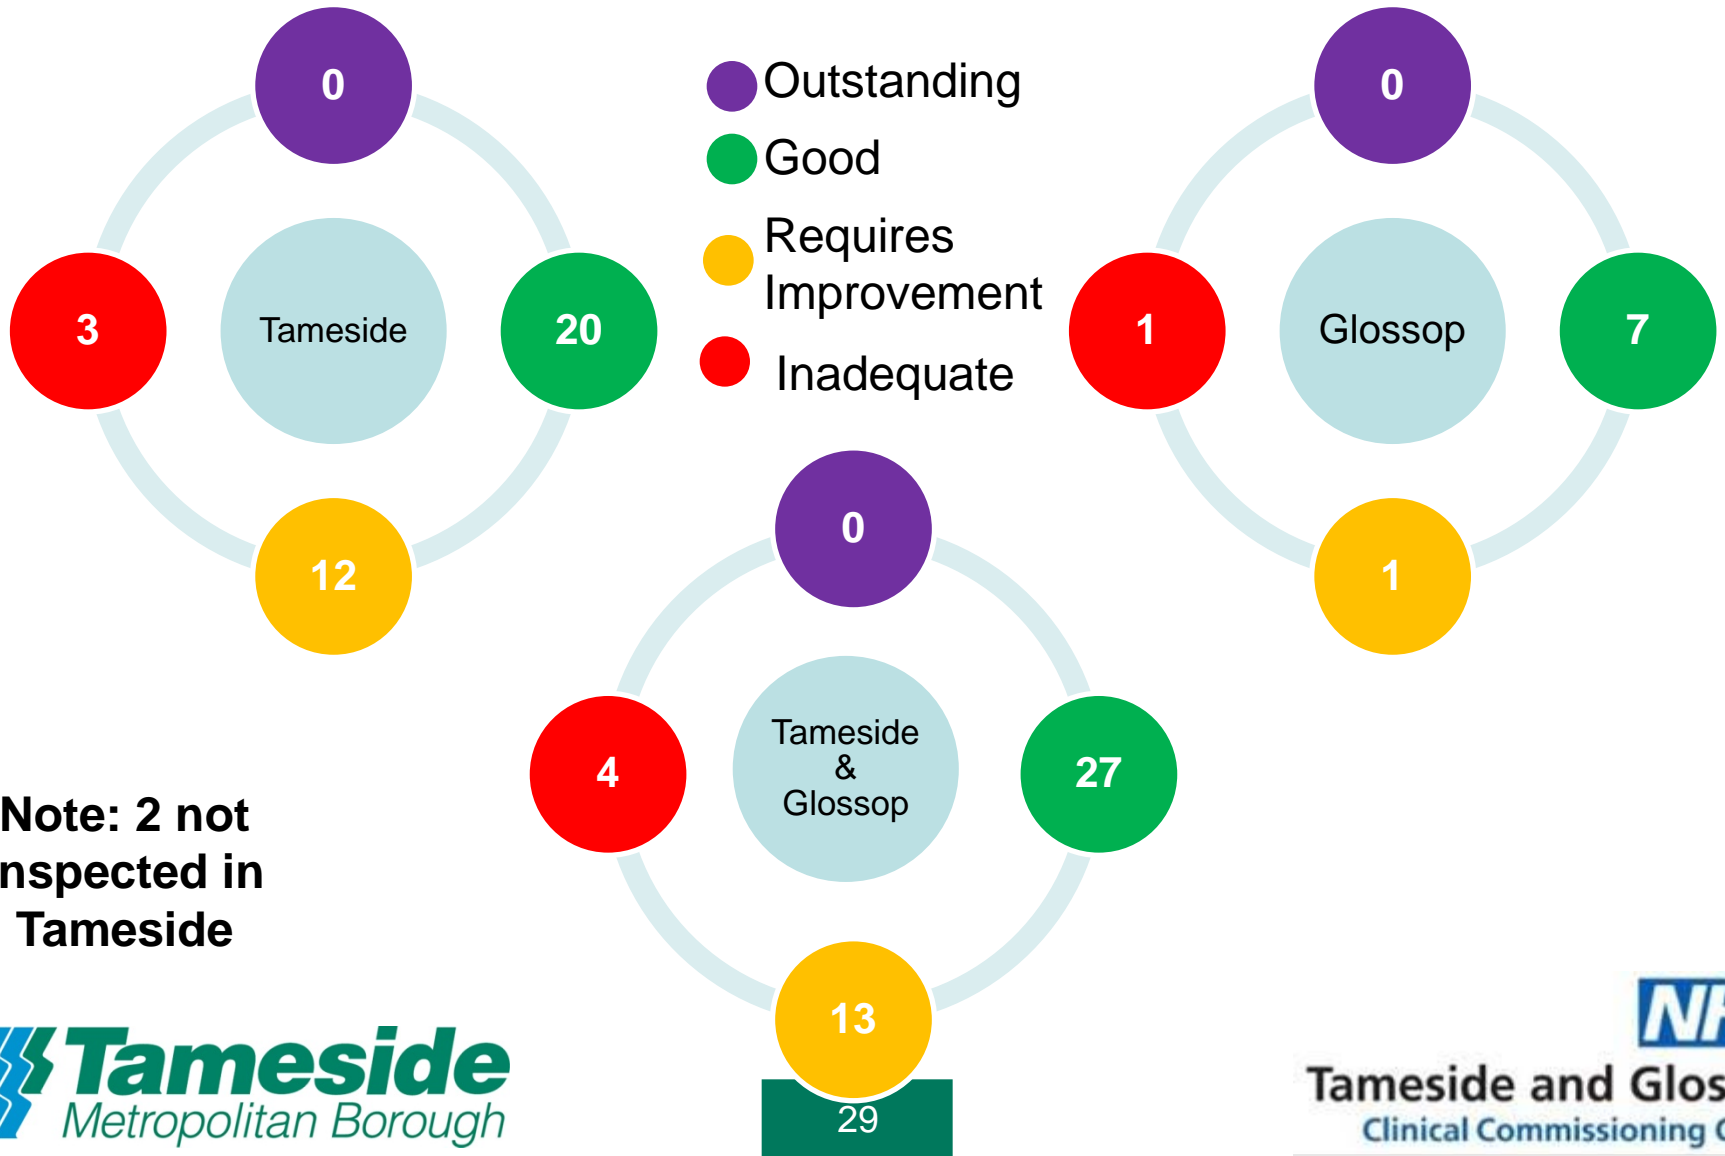 0
3
Tameside
20
12
Outstanding
Good
Requires
Improvement
Inadequate
0
1
Glossop
7
1
0
4
Tameside
&
Glossop
27
13
Note: 2 not
nspected in
Tameside
Tameside
Metropolitan Borough
29
Tameside and Glos
Clinical Commissioning